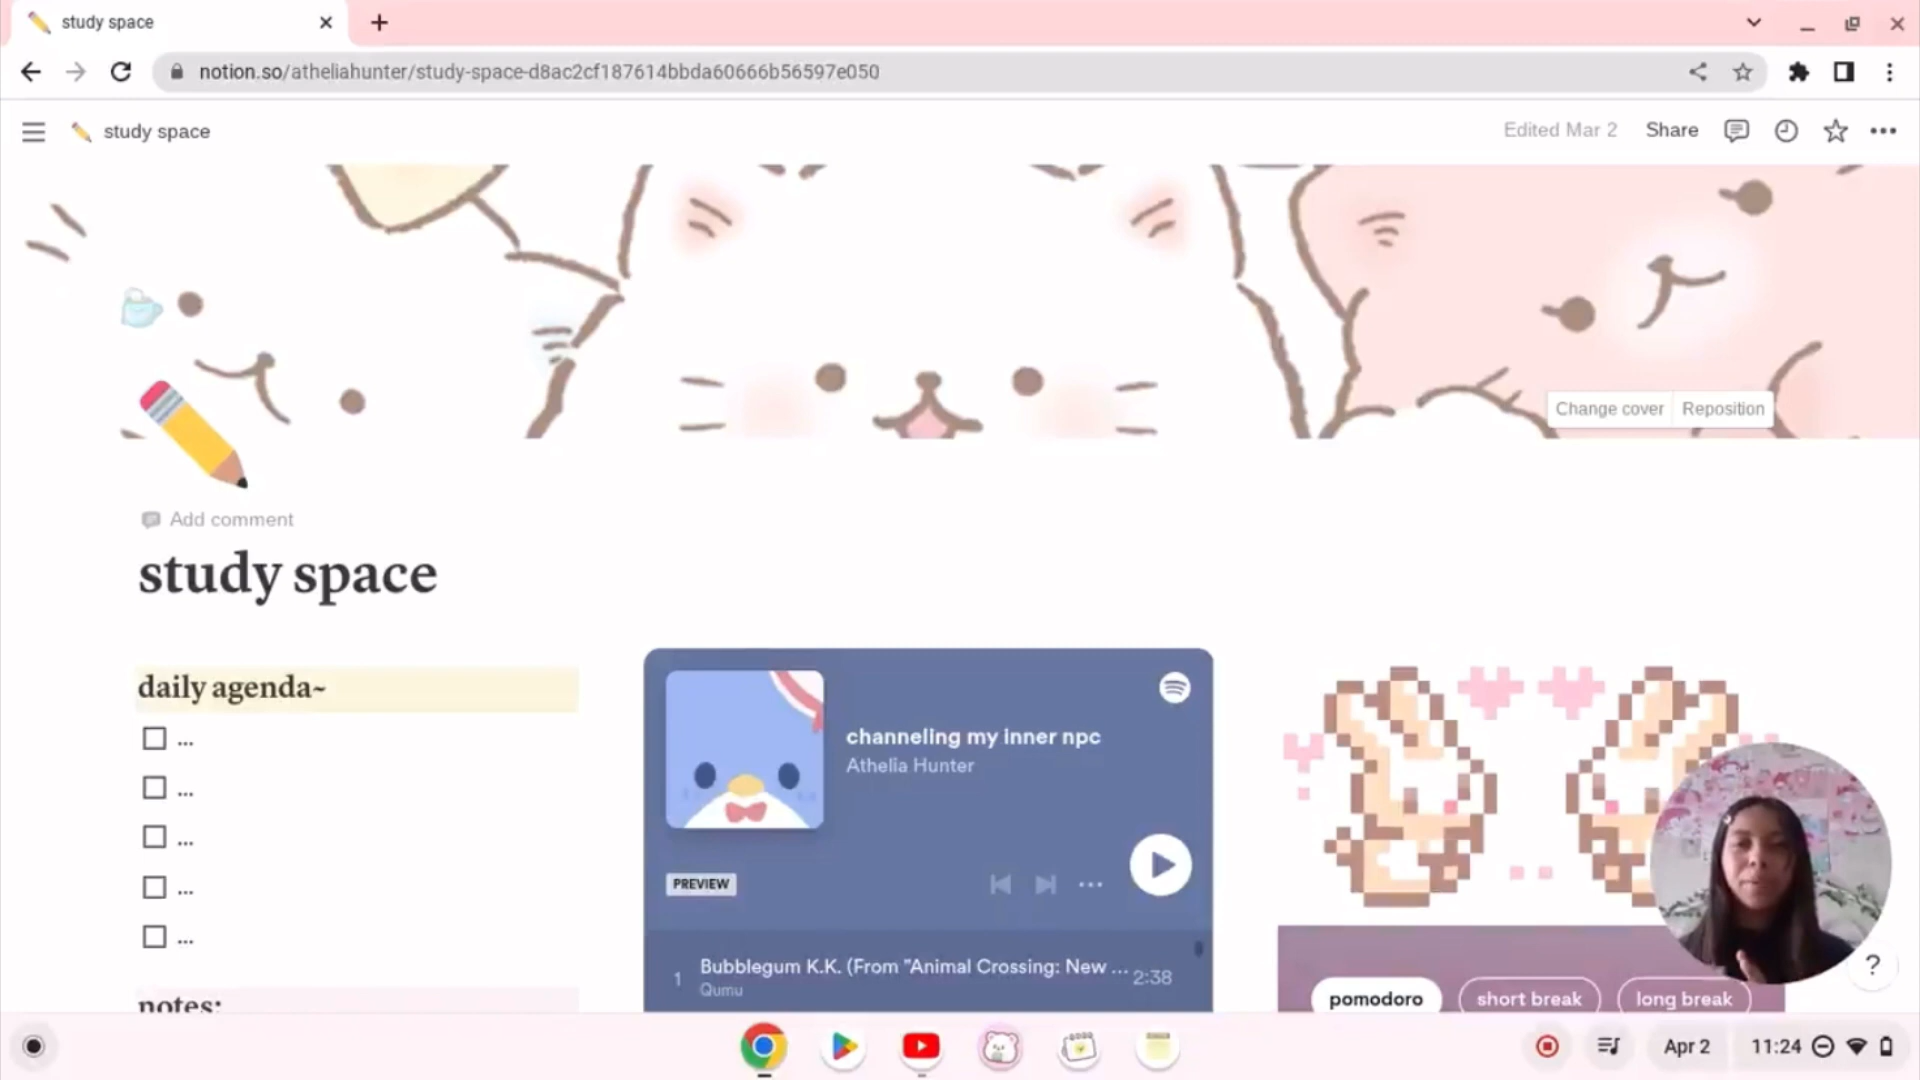 study space
notion.so/atheliahunter/study-space-d8ac2cf187614bbda60666b56597e050
study space
Edited Mar 2
Share
Change cover
Reposition
Add comment
study space
daily agenda~
...
...
...
...
...
notes:
channeling my inner npc
Athelia Hunter
PREVIEW
1 Bubblegum K.K. (From "Animal Crossing: New ... 2:38
Qumu
pomodoro
short break
long break
?
Apr 2
11:24